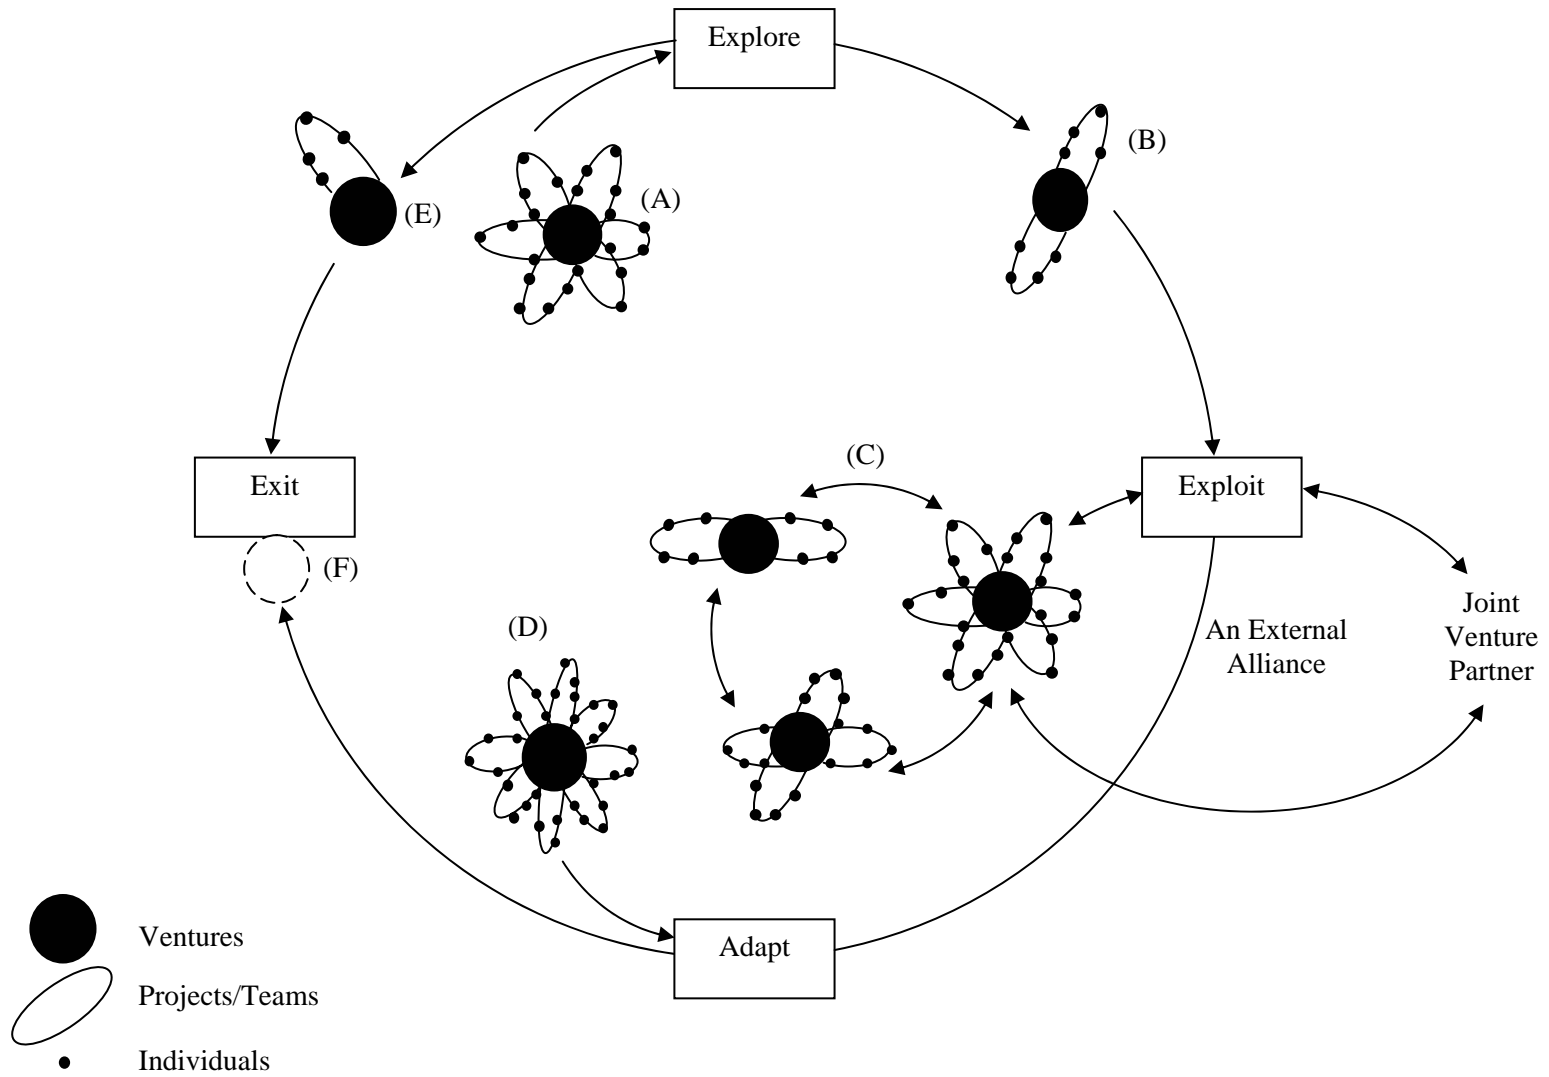 Explore
(B)
(A)
(E)
(C)
Exit
Exploit
(F)
Joint
Venture
Partner
An External
Alliance
(D)
Adapt
Ventures
Projects/Teams
Individuals